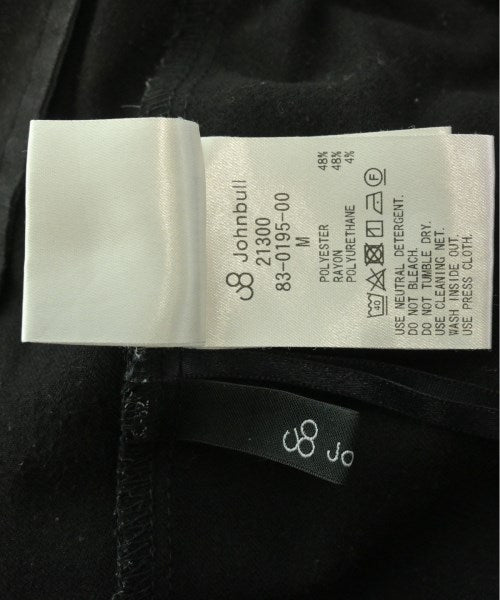 Johnbull
21300
83-0195-00
M
POLYESTER 48%
RAYON 48%
POLYURETHANE 4%
40 F
USE NEUTRAL DETERGENT.
DO NOT BLEACH.
DO NOT TUMBLE DRY.
USE CLEANING NET.
WASH INSIDE OUT.
USE PRESS CLOTH.
Jo